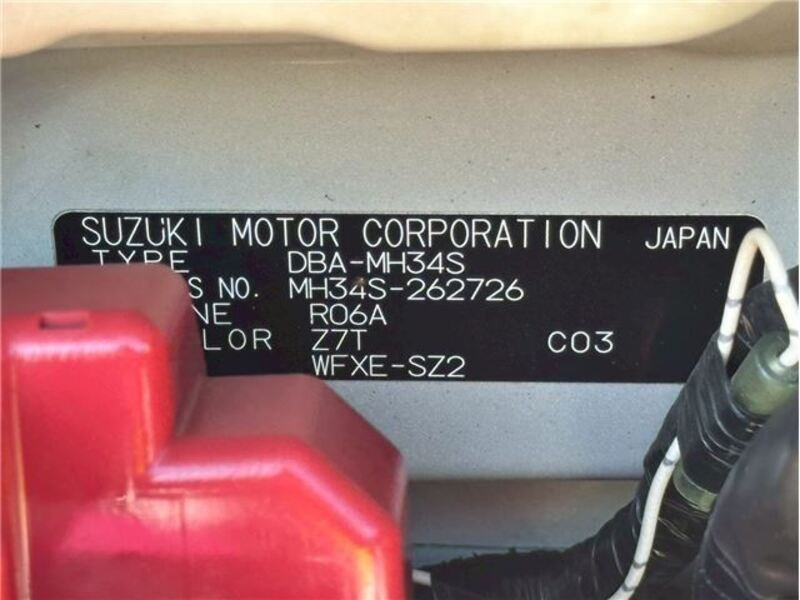 SUZUKI MOTOR CORPORATION JAPAN
TYPE DBA-MH34S
S NO. MH34S-262726
NE R06A
LOR Z7T C03
WFXE-SZ2